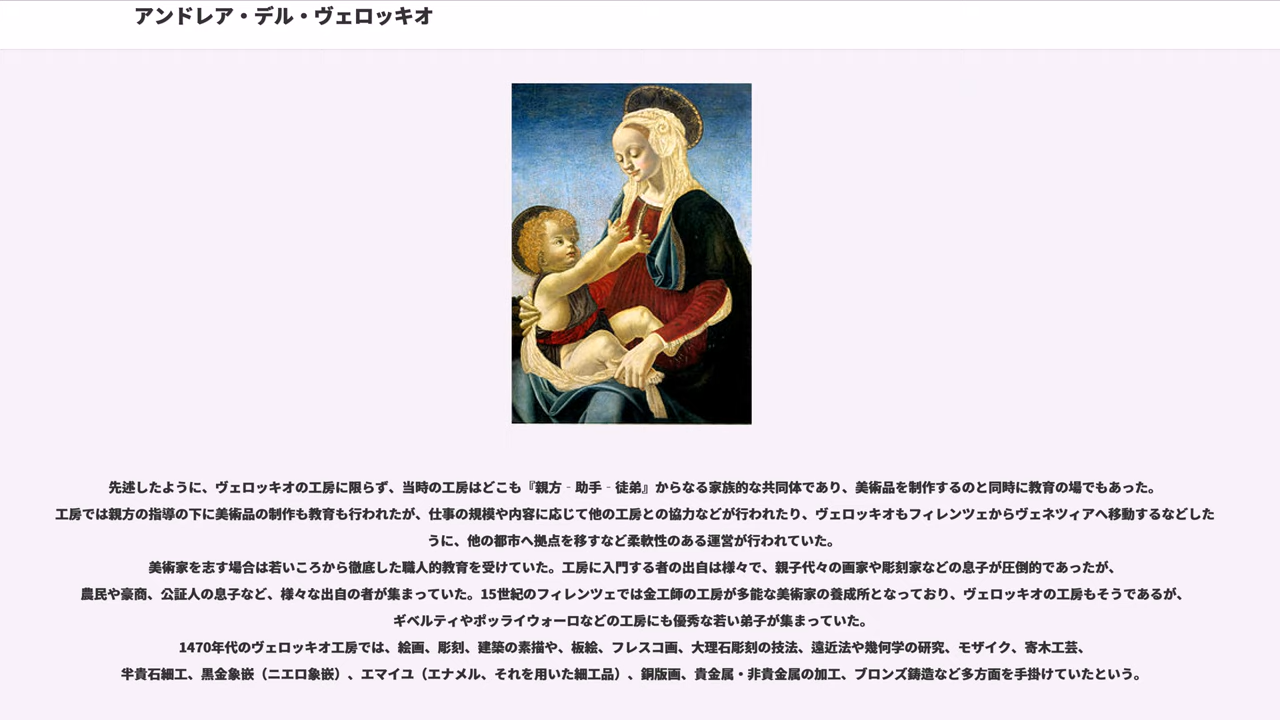 アンドレア・デル・ヴェロッキオ
先述したように、ヴェロッキオの工房に限らず、当時の工房はどこも『親方‐助手‐徒弟』からなる家族的な共同体であり、美術品を制作するのと同時に教育の場でもあった。
工房では親方の指導の下に美術品の制作も教育も行われたが、仕事の規模や内容に応じて他の工房との協力などが行われたり、ヴェロッキオもフィレンツェからヴェネツィアへ移動するなどした
うに、他の都市へ拠点を移すなど柔軟性のある運営が行われていた。
美術家を志す場合は若いころから徹底した職人的教育を受けていた。工房に入門する者の出自は様々で、親子代々の画家や彫刻家などの息子が圧倒的であったが、
農民や豪商、公証人の息子など、様々な出自の者が集まっていた。15世紀のフィレンツェでは金工師の工房が多能な美術家の養成所となっており、ヴェロッキオの工房もそうであるが、
ギベルティやポッライウォーロなどの工房にも優秀な若い弟子が集まっていた。
1470年代のヴェロッキオ工房では、絵画、彫刻、建築の素描や、板絵、フレスコ画、大理石彫刻の技法、遠近法や幾何学の研究、モザイク、寄木工芸、
半貴石細工、黒金象嵌（ニエロ象嵌）、エマイユ（エナメル、それを用いた細工品）、銅版画、貴金属・非貴金属の加工、ブロンズ鋳造など多方面を手掛けていたという。